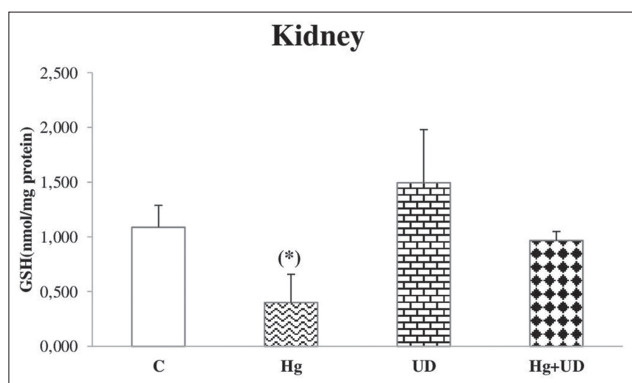 Kidney
GSH(nmol/mg protein)
2,500
2,000
1,500
1,000
0,500
0,000
(*)
C Hg UD Hg+UD